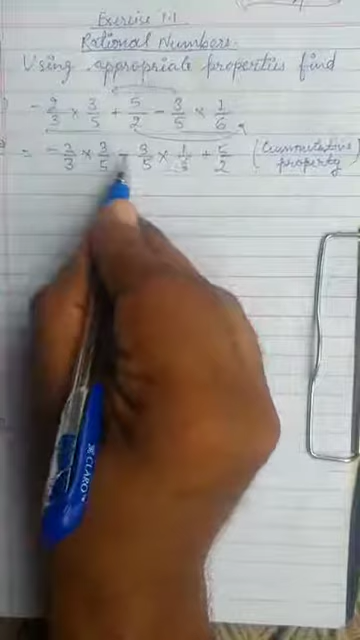 Exercise 1.1
Rational Numbers.
Using appropriate properties find
- 2/3 × 3/5 + 5/2 - 3/5 × 1/6
= - 2/3 × 3/5 - 3/5 × 1/6 + 5/2 (Commutative property)
CLARO